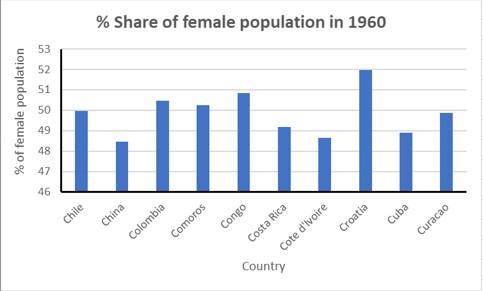 % Share of female population in 1960
% of female population
53
52
51
50
49
48
47
46
Chile
China
Colombia
Comoros
Congo
Costa Rica
Cote d'Ivoire
Croatia
Cuba
Curacao
Country